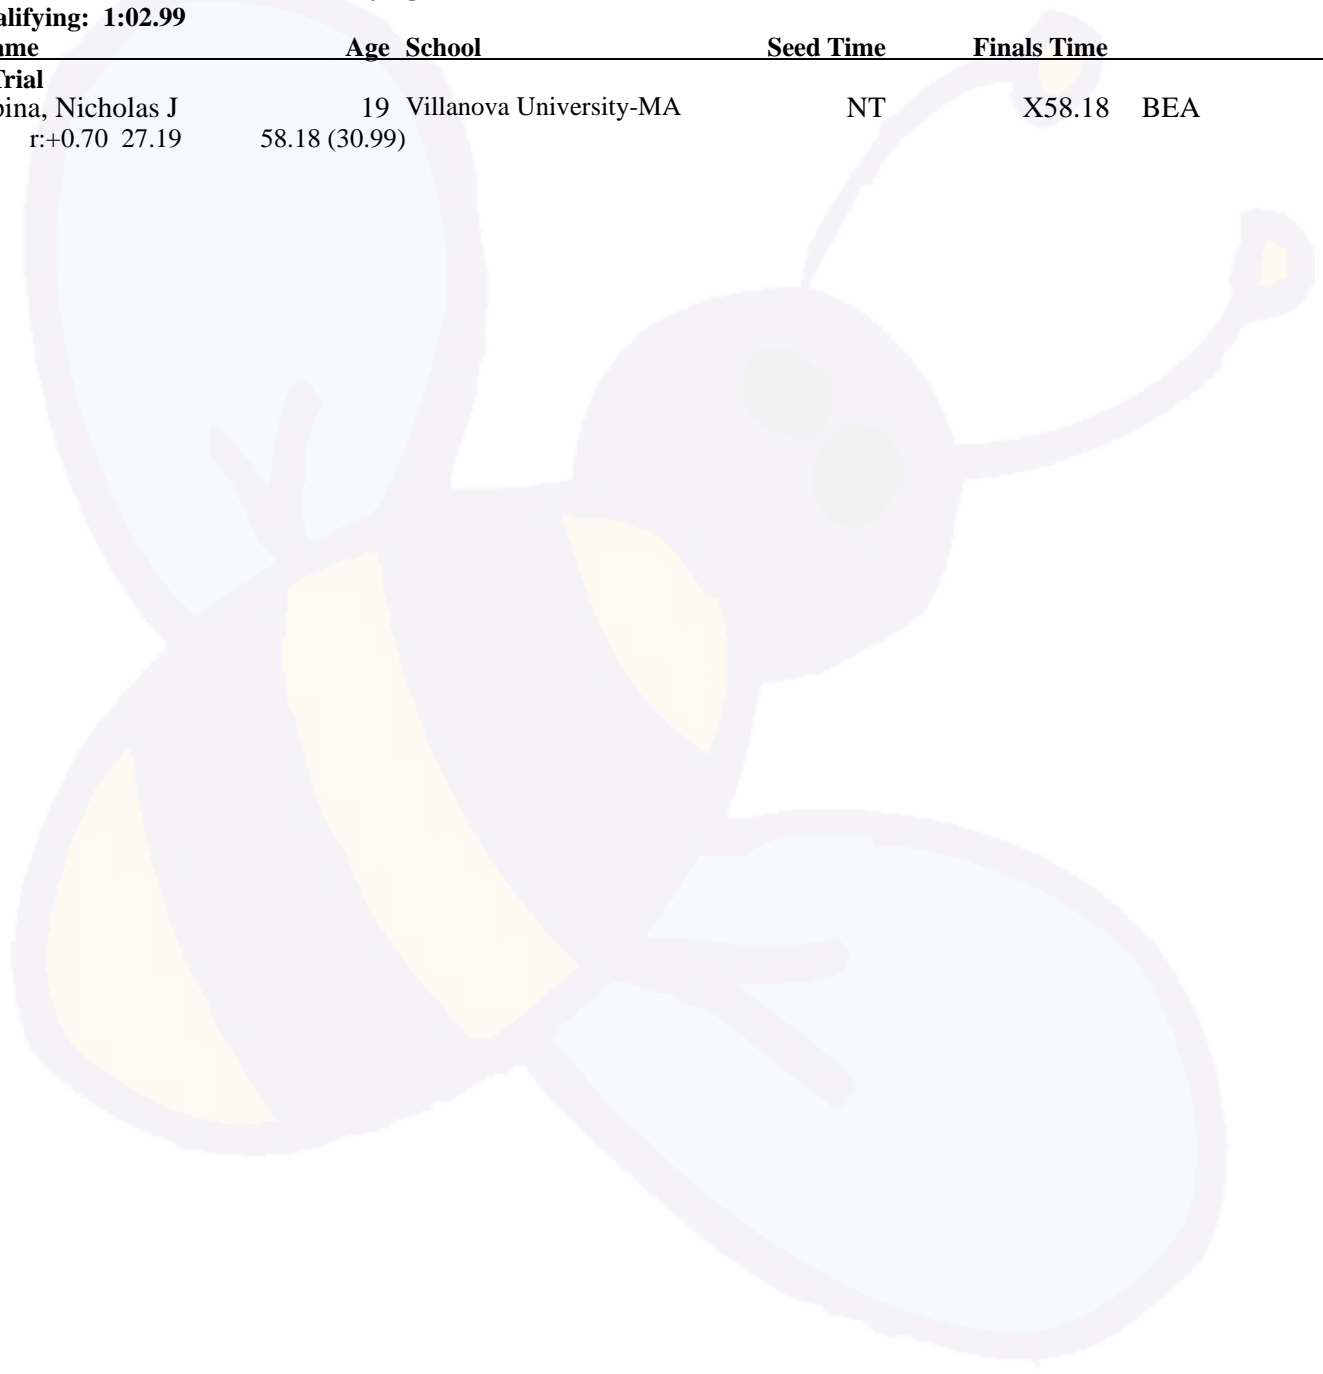 alifying: 1:02.99
ame Age School Seed Time Finals Time
Trial
bina, Nicholas J 19 Villanova University-MA NT X58.18 BEA
r:+0.70 27.19 58.18 (30.99)